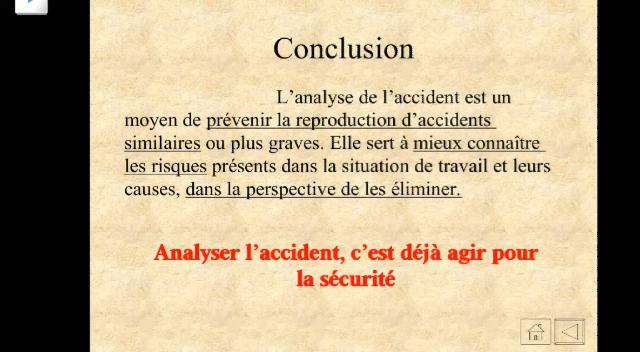 Conclusion
L'analyse de l'accident est un
moyen de prévenir la reproduction d'accidents
similaires ou plus graves. Elle sert à mieux connaître
les risques présents dans la situation de travail et leurs
causes, dans la perspective de les éliminer.
Analyser l'accident, c'est déjà agir pour
la sécurité